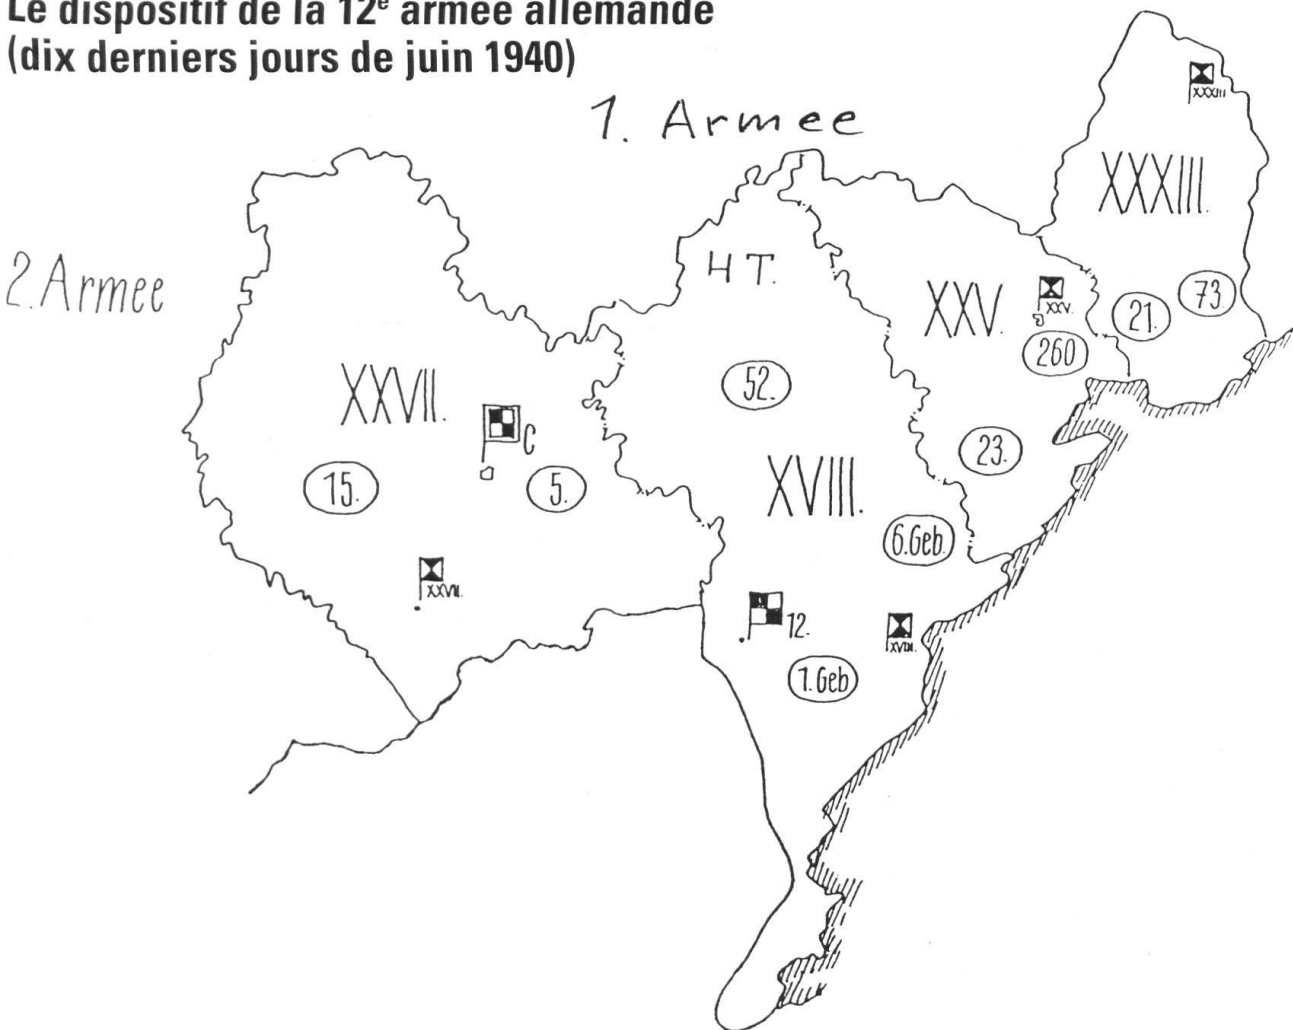 Le dispositif de la 12e armée allemande
(dix derniers jours de juin 1940)
1. Armee
XXXIII
XXXIII.
2. Armee
HT.
XXV.
XXV.
73
21.
260
XXVII.
52.
C
23.
15.
5.
XVIII.
6.Geb.
XXVII.
12.
XVIII.
1.Geb